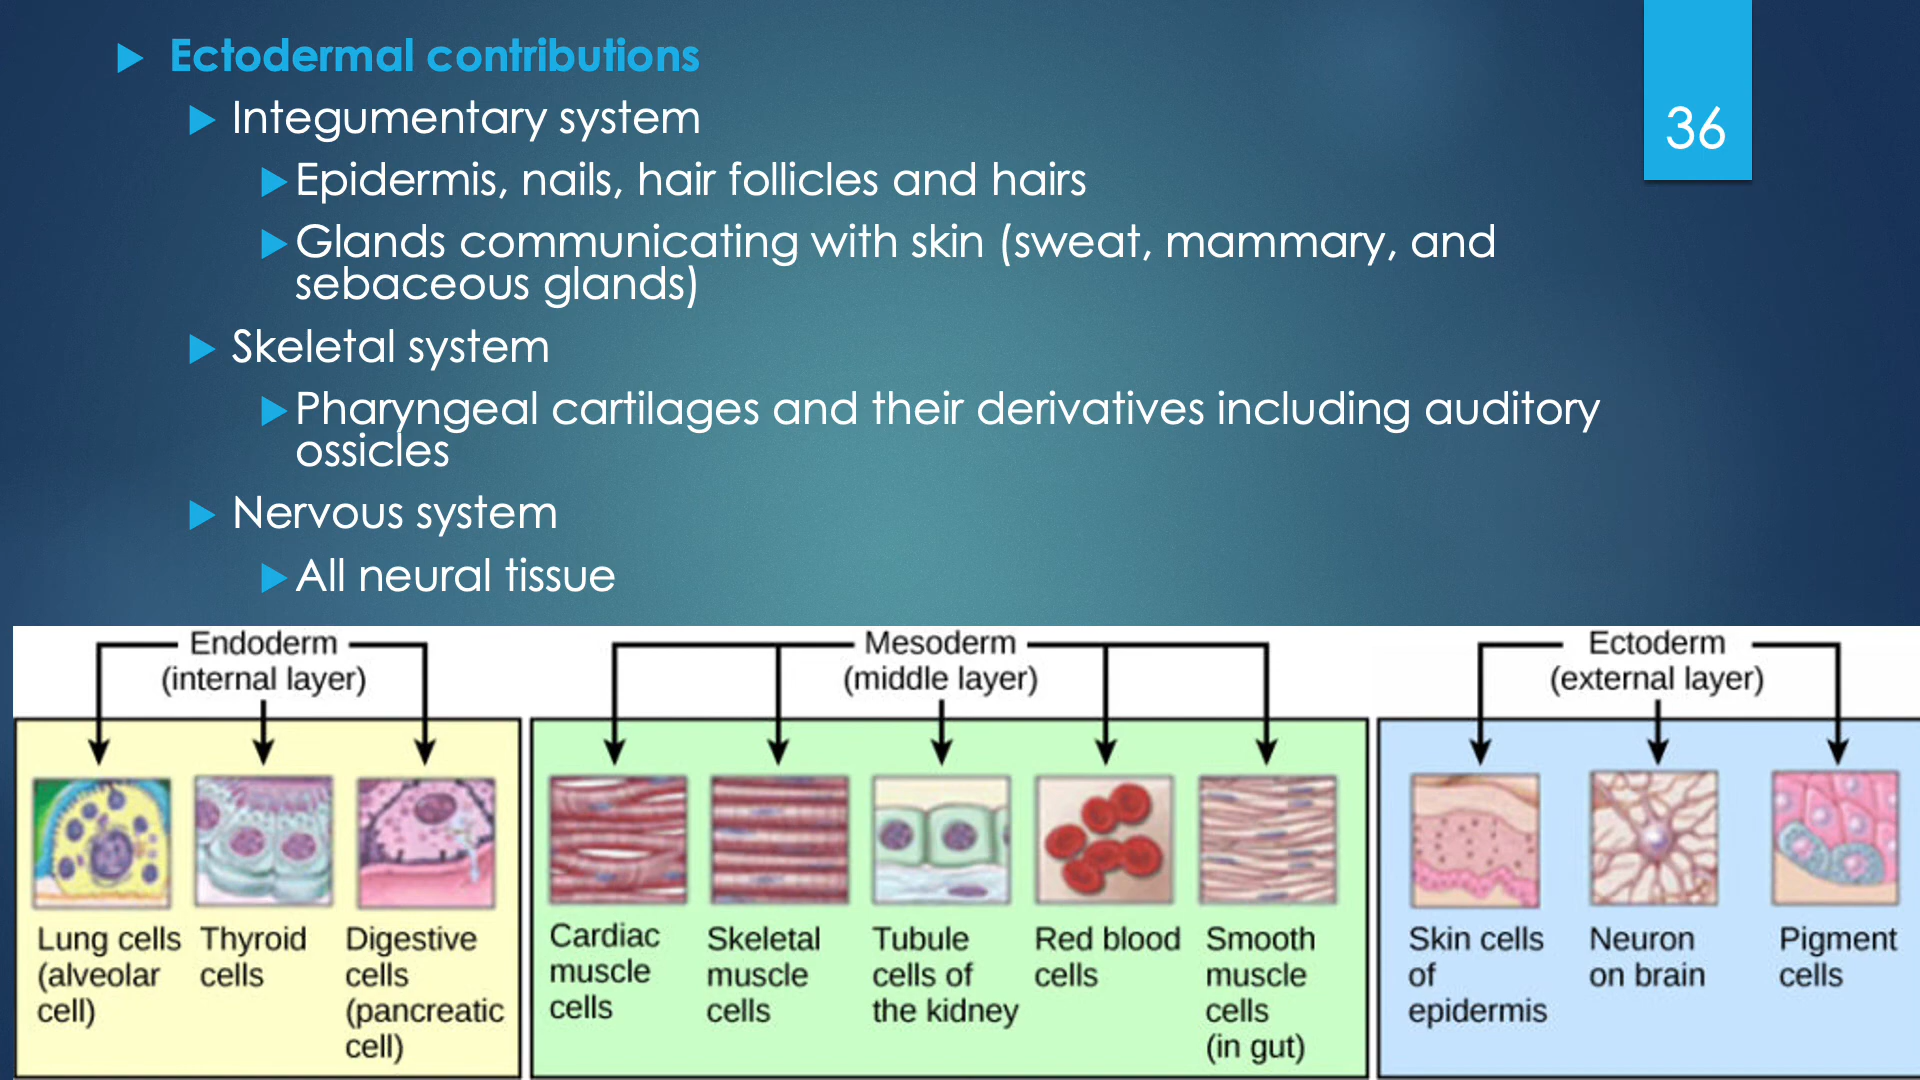 Ectodermal contributions
36
Integumentary system
Epidermis, nails, hair follicles and hairs
Glands communicating with skin (sweat, mammary, and
sebaceous glands)
Skeletal system
Pharyngeal cartilages and their derivatives including auditory
ossicles
Nervous system
All neural tissue
Endoderm
(internal layer)
Lung cells
(alveolar
cell)
Thyroid
cells
Digestive
cells
(pancreatic
cell)
Mesoderm
(middle layer)
Cardiac
muscle
cells
Skeletal
muscle
cells
Tubule
cells of
the kidney
Red blood
cells
Smooth
muscle
cells
(in gut)
Ectoderm
(external layer)
Skin cells
of
epidermis
Neuron
on brain
Pigment
cells